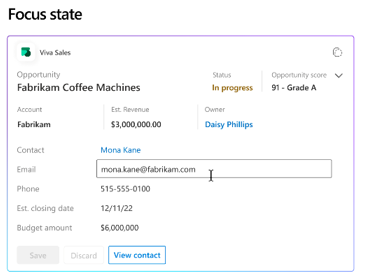 Focus state
Viva Sales
Opportunity
Fabrikam Coffee Machines
Status
In progress
Opportunity score
91 - Grade A
Account
Fabrikam
Est. Revenue
$3,000,000.00
Owner
Daisy Phillips
Contact Mona Kane
Email mona.kane@fabrikam.com
Phone 515-555-0100
Est. closing date 12/11/22
Budget amount $6,000,000
Save Discard View contact